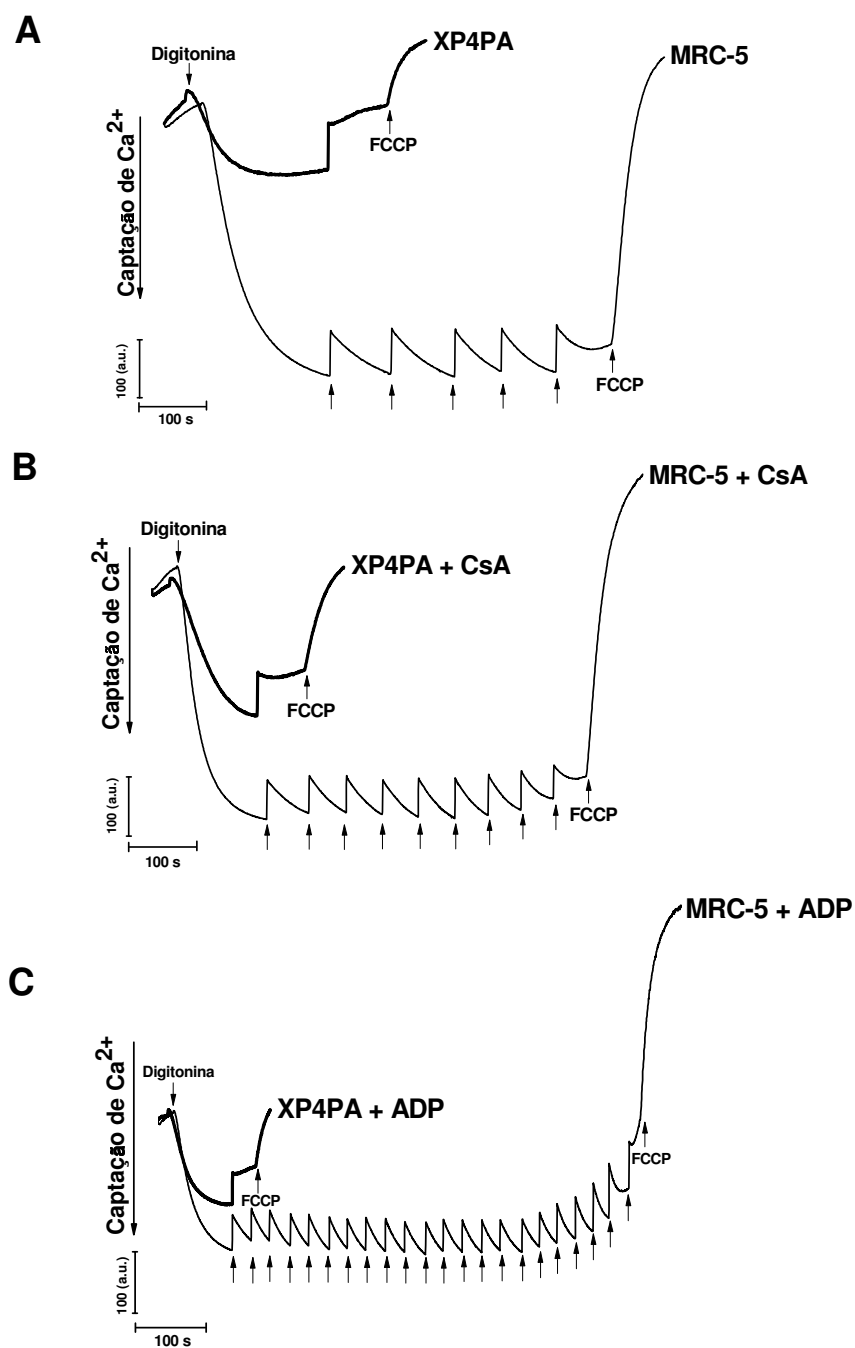 A
XP4PA
Digitonina
MRC-5
FCCP
Captação de Ca2+
100 (a.u.)
FCCP
100 s
B
MRC-5 + CsA
Digitonina
XP4PA + CsA
Captação de Ca2+
FCCP
100 (a.u.)
FCCP
100 s
MRC-5 + ADP
C
Digitonina
XP4PA + ADP
Captação de Ca2+
FCCP
FCCP
100 (a.u.)
100 s